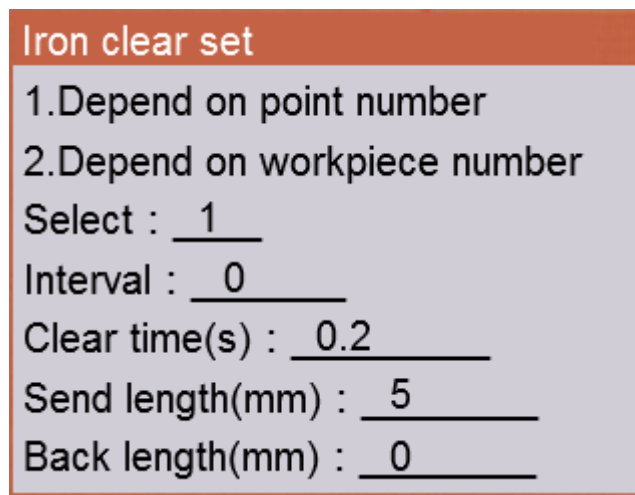 Iron clear set
1.Depend on point number
2.Depend on workpiece number
Select : 1
Interval : 0
Clear time(s) : 0.2
Send length(mm) : 5
Back length(mm) : 0